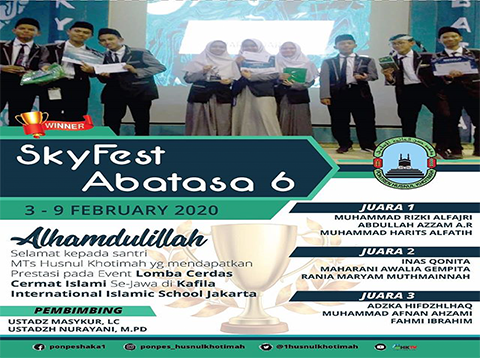 WINNER
SkyFest
Abatasa 6
3 - 9 FEBRUARY 2020
Alhamdulillah
Selamat kepada santri
MTs Husnul Khotimah yg mendapatkan
Prestasi pada Event Lomba Cerdas
Cermat Islami Se-Jawa di Kafila
International Islamic School Jakarta
PEMBIMBING
USTADZ MASYKUR, LC
USTADZH NURAYANI, M.PD
JUARA 1
MUHAMMAD RIZKI ALFAJRI
ABDULLAH AZZAM A.R
MUHAMMAD HARITS ALFATIH
JUARA 2
INAS QONITA
MAHARANI AWALIA GEMPITA
RANIA MARYAM MUTHMAINNAH
JUARA 3
ADZKA HIFDZHLHAQ
MUHAMMAD AFNAN AHZAMI
FAHMI IBRAHIM
ponpeshaka1
ponpes_husnulkhotimah
@1husnulkhotimah
HKTV